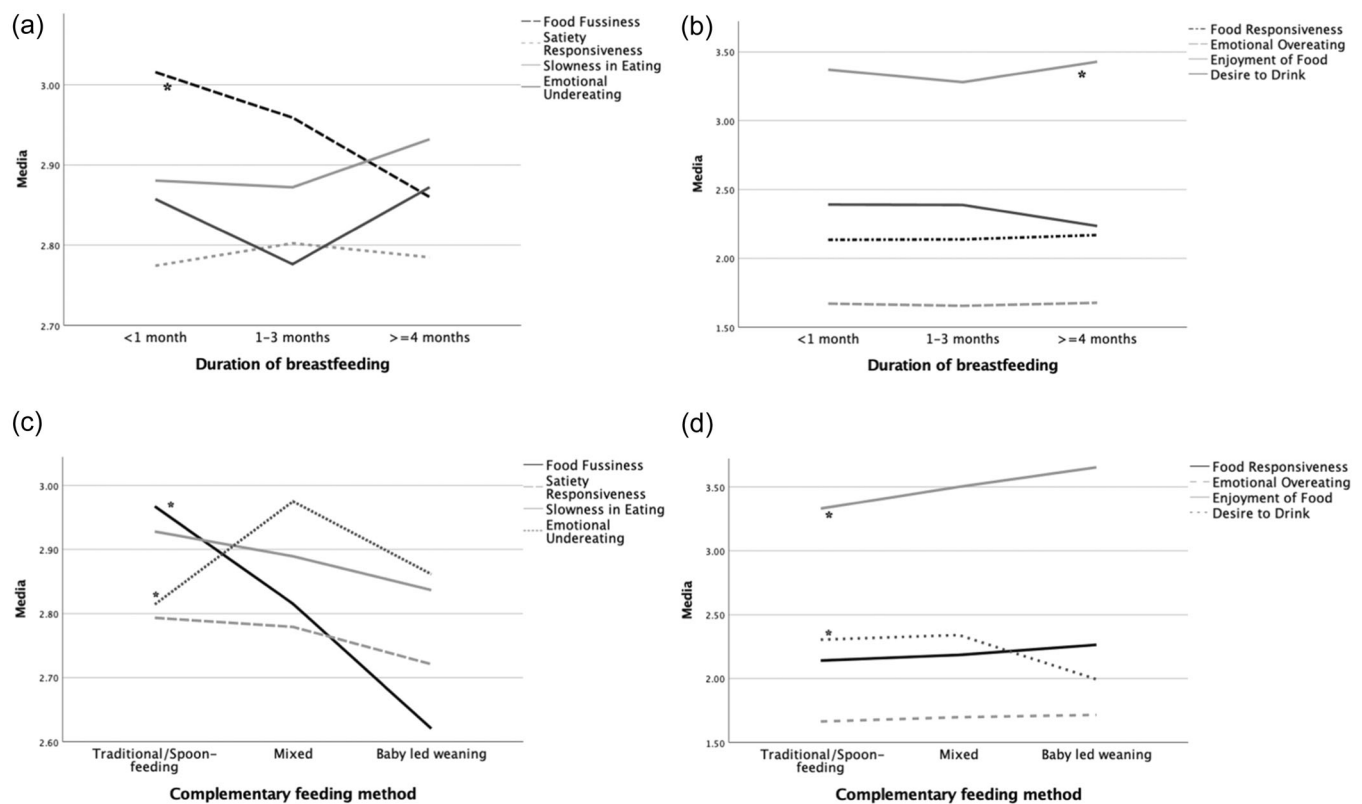 (a)
Food Fussiness
Satiety
Responsiveness
Slowness in Eating
Emotional
Undereating
3.00
*
2.90
2.80
2.70
Media
<1 month
1-3 months
>=4 months
Duration of breastfeeding
(b)
Food Responsiveness
Emotional Overeating
Enjoyment of Food
Desire to Drink
3.50
*
3.00
2.50
2.00
1.50
Media
<1 month
1-3 months
>=4 months
Duration of breastfeeding
(c)
Food Fussiness
Satiety
Responsiveness
Slowness in Eating
Emotional
Undereating
3.00
*
2.90
2.80
*
2.70
2.60
Media
Traditional/Spoon-
feeding
Mixed
Baby led weaning
Complementary feeding method
(d)
Food Responsiveness
Emotional Overeating
Enjoyment of Food
Desire to Drink
3.50
*
3.00
2.50
*
2.00
1.50
Media
Traditional/Spoon-
feeding
Mixed
Baby led weaning
Complementary feeding method